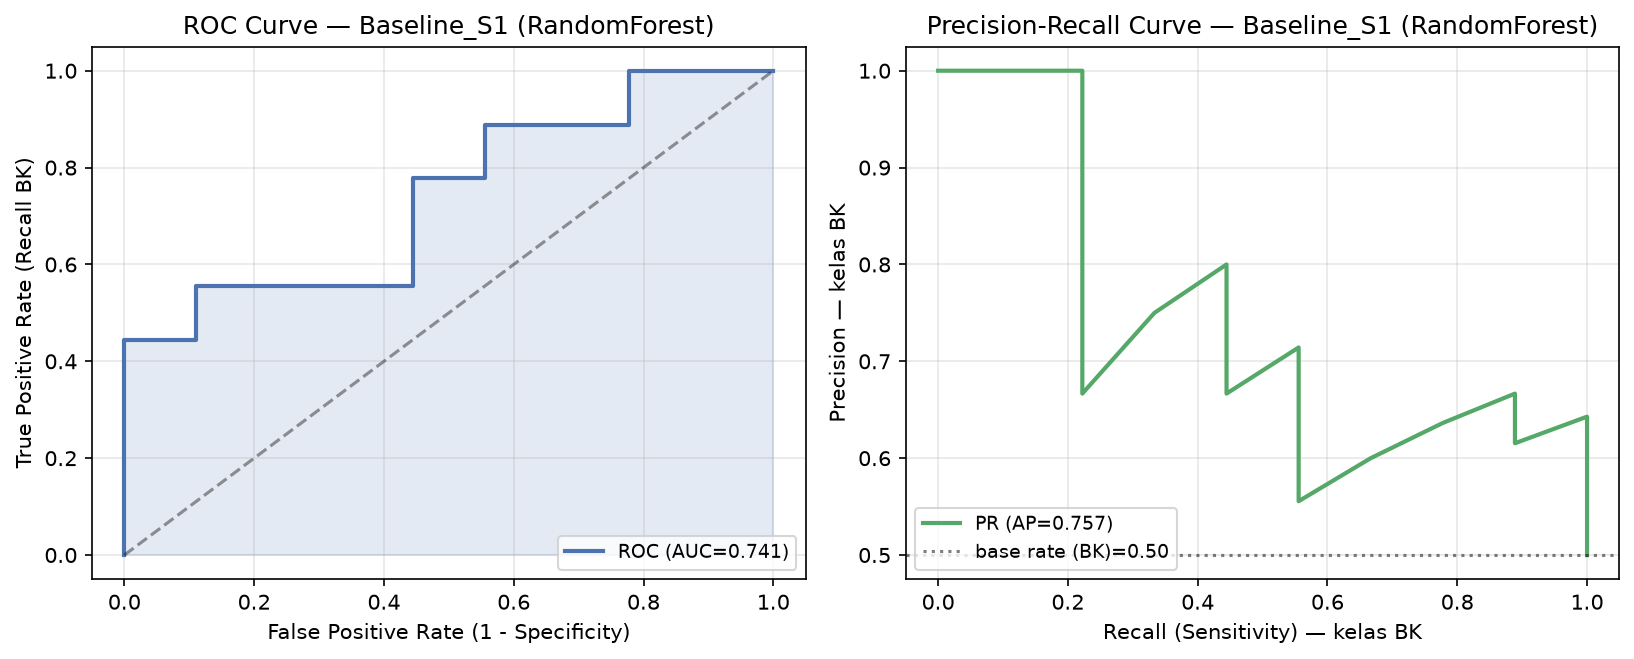 ROC Curve — Baseline_S1 (RandomForest)
True Positive Rate (Recall BK)
1.0
0.8
0.6
0.4
0.2
0.0
ROC (AUC=0.741)
0.0 0.2 0.4 0.6 0.8 1.0
False Positive Rate (1 - Specificity)
Precision-Recall Curve — Baseline_S1 (RandomForest)
Precision — kelas BK
1.0
0.9
0.8
0.7
0.6
0.5
PR (AP=0.757)
base rate (BK)=0.50
0.0 0.2 0.4 0.6 0.8 1.0
Recall (Sensitivity) — kelas BK